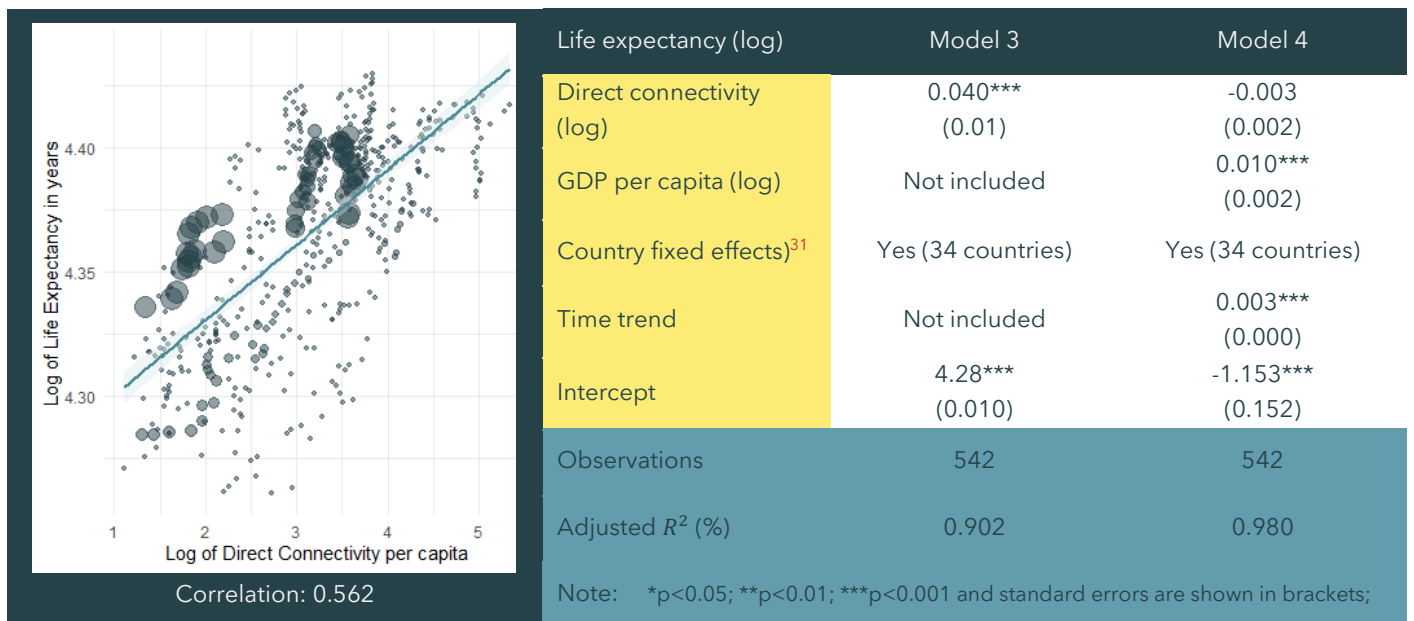 Log of Life Expectancy in years
4.40
4.35
4.30
1 2 3 4 5
Log of Direct Connectivity per capita
Correlation: 0.562
Life expectancy (log) Model 3 Model 4
Direct connectivity
(log)
0.040*** -0.003
(0.01) (0.002)
GDP per capita (log) Not included 0.010***
(0.002)
Country fixed effects)31 Yes (34 countries) Yes (34 countries)
Time trend Not included 0.003***
(0.000)
Intercept 4.28*** -1.153***
(0.010) (0.152)
Observations 542 542
Adjusted R² (%) 0.902 0.980
Note: *p<0.05; **p<0.01; ***p<0.001 and standard errors are shown in brackets;